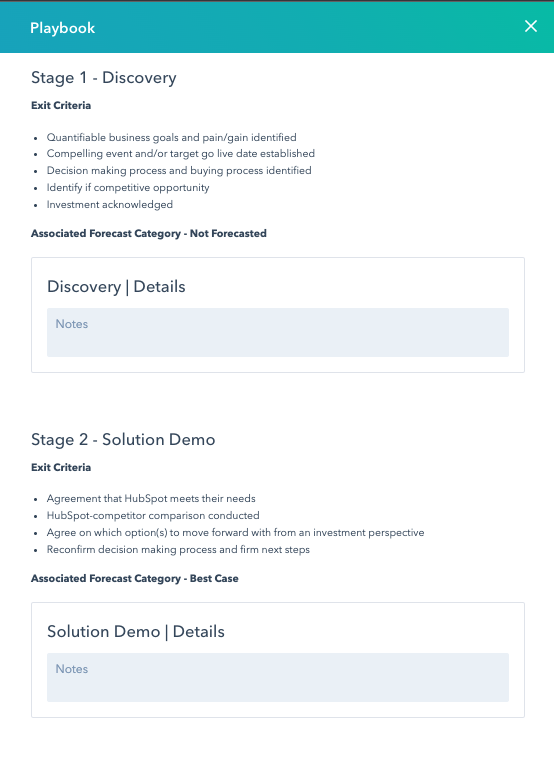 Playbook
Stage 1 - Discovery
Exit Criteria
• Quantifiable business goals and pain/gain identified
• Compelling event and/or target go live date established
• Decision making process and buying process identified
• Identify if competitive opportunity
• Investment acknowledged
Associated Forecast Category - Not Forecasted
Discovery | Details
Notes
Stage 2 - Solution Demo
Exit Criteria
• Agreement that HubSpot meets their needs
• HubSpot-competitor comparison conducted
• Agree on which option(s) to move forward with from an investment perspective
• Reconfirm decision making process and firm next steps
Associated Forecast Category - Best Case
Solution Demo | Details
Notes